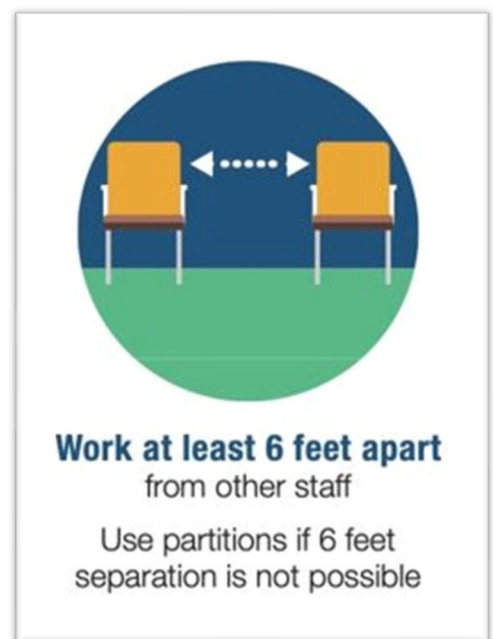 Work at least 6 feet apart
from other staff
Use partitions if 6 feet
separation is not possible